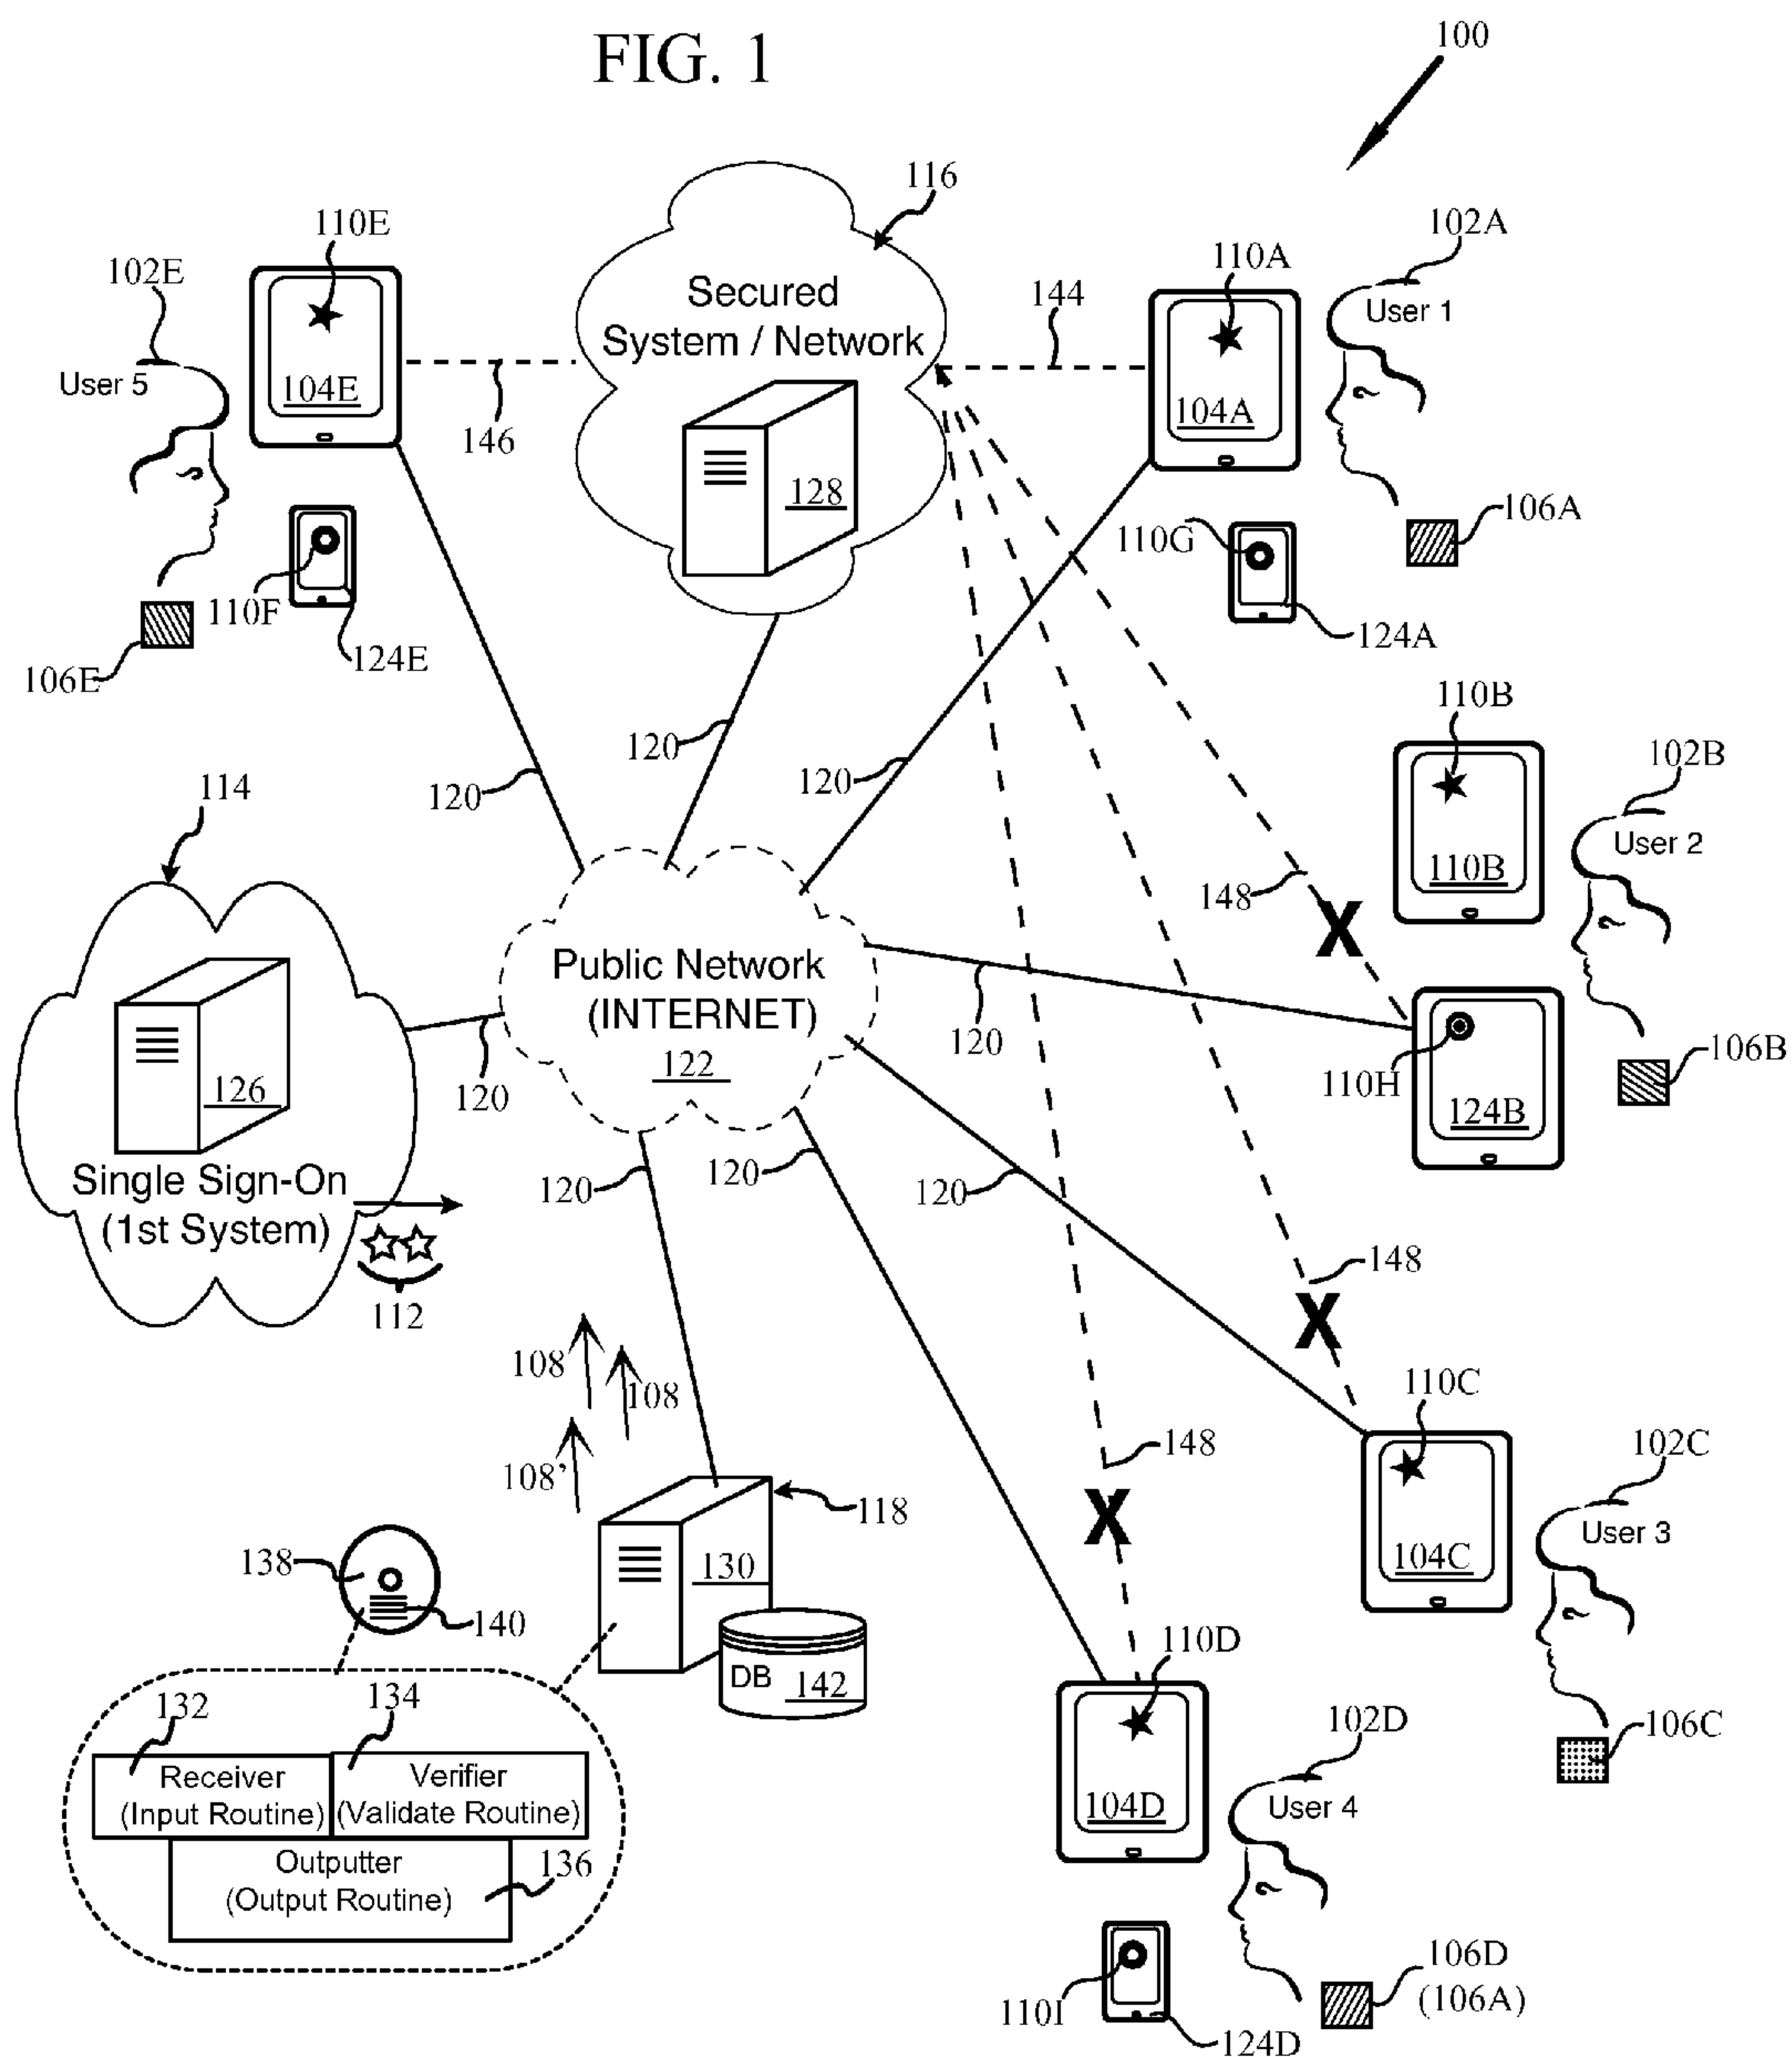 FIG. 1
100
116
110E
102E
User 5
104E
146
110F
124E
106E
Secured
System / Network
128
144
110A
102A
User 1
104A
106A
110G
124A
120
120
120
110B
102B
User 2
110B
148
110H
124B
106B
114
126
Single Sign-On
(1st System)
112
120
Public Network
(INTERNET)
122
120
120
120
120
148
110C
102C
User 3
104C
106C
108
108
108’
118
130
DB
142
148
138
140
132
134
Receiver
(Input Routine)
Verifier
(Validate Routine)
Outputter
(Output Routine)
136
110D
102D
User 4
104D
110I
124D
106D
(106A)